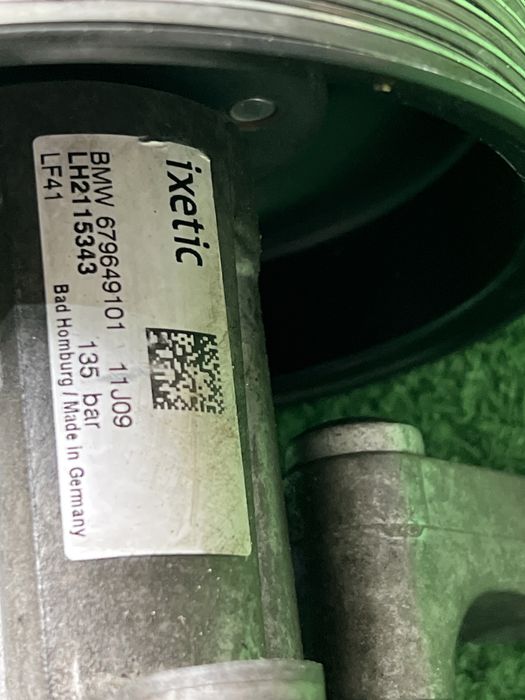 ixetic
BMW 679649101 11J09
LH2115343 135 bar
LF41
Bad Homburg / Made in Germany